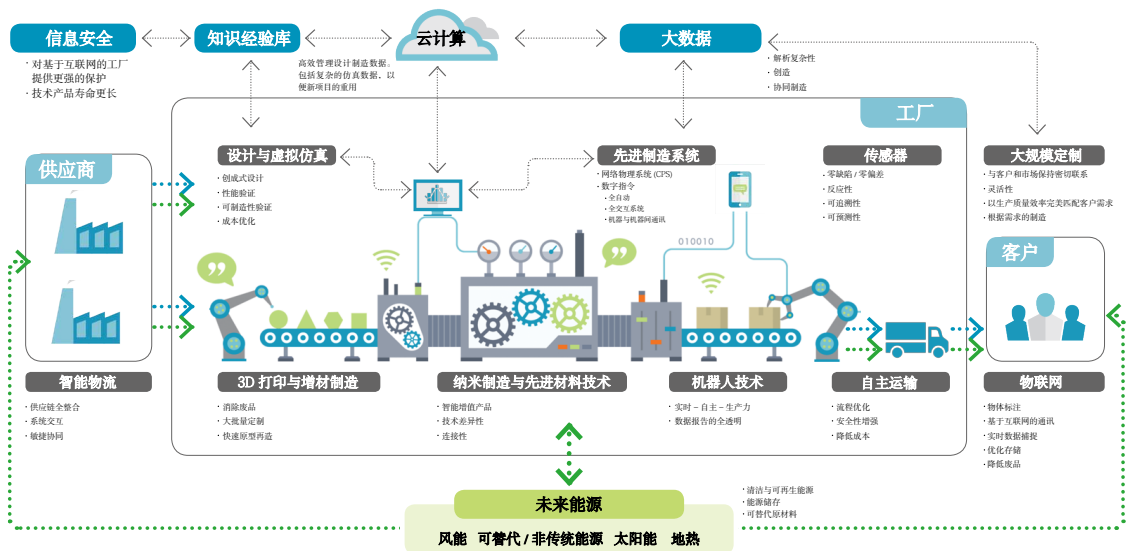 信息安全
知识经验库
云计算
大数据
· 对基于互联网的工厂
提供更强的保护
· 技术产品寿命更长
高效管理设计制造数据。
包括复杂的仿真数据，以
便新项目的重用
· 解析复杂性
· 创造
· 协同制造
工厂
供应商
设计与虚拟仿真
· 创成式设计
· 性能验证
· 可制造性验证
· 成本优化
先进制造系统
· 网络物理系统 (CPS)
· 数字指令
· 全自动
· 全交互系统
· 机器与机器间通讯
传感器
· 零缺陷 / 零偏差
· 反应性
· 可追溯性
· 可预测性
大规模定制
· 与客户和市场保持密切联系
· 灵活性
· 以生产质量效率完美匹配客户需求
· 根据需求的制造
010010
客户
智能物流
· 供应链全整合
· 系统交互
· 敏捷协同
3D 打印与增材制造
· 消除废品
· 大批量定制
· 快速原型再造
纳米制造与先进材料技术
· 智能增值产品
· 技术差异性
· 连接性
机器人技术
· 实时 – 自主 – 生产力
· 数据报告的全透明
自主运输
· 流程优化
· 安全性增强
· 降低成本
物联网
· 物体标注
· 基于互联网的通讯
· 实时数据捕捉
· 优化存储
· 降低废品
未来能源
风能 可替代 / 非传统能源 太阳能 地热
· 清洁与可再生能源
· 能源储存
· 可替代原材料